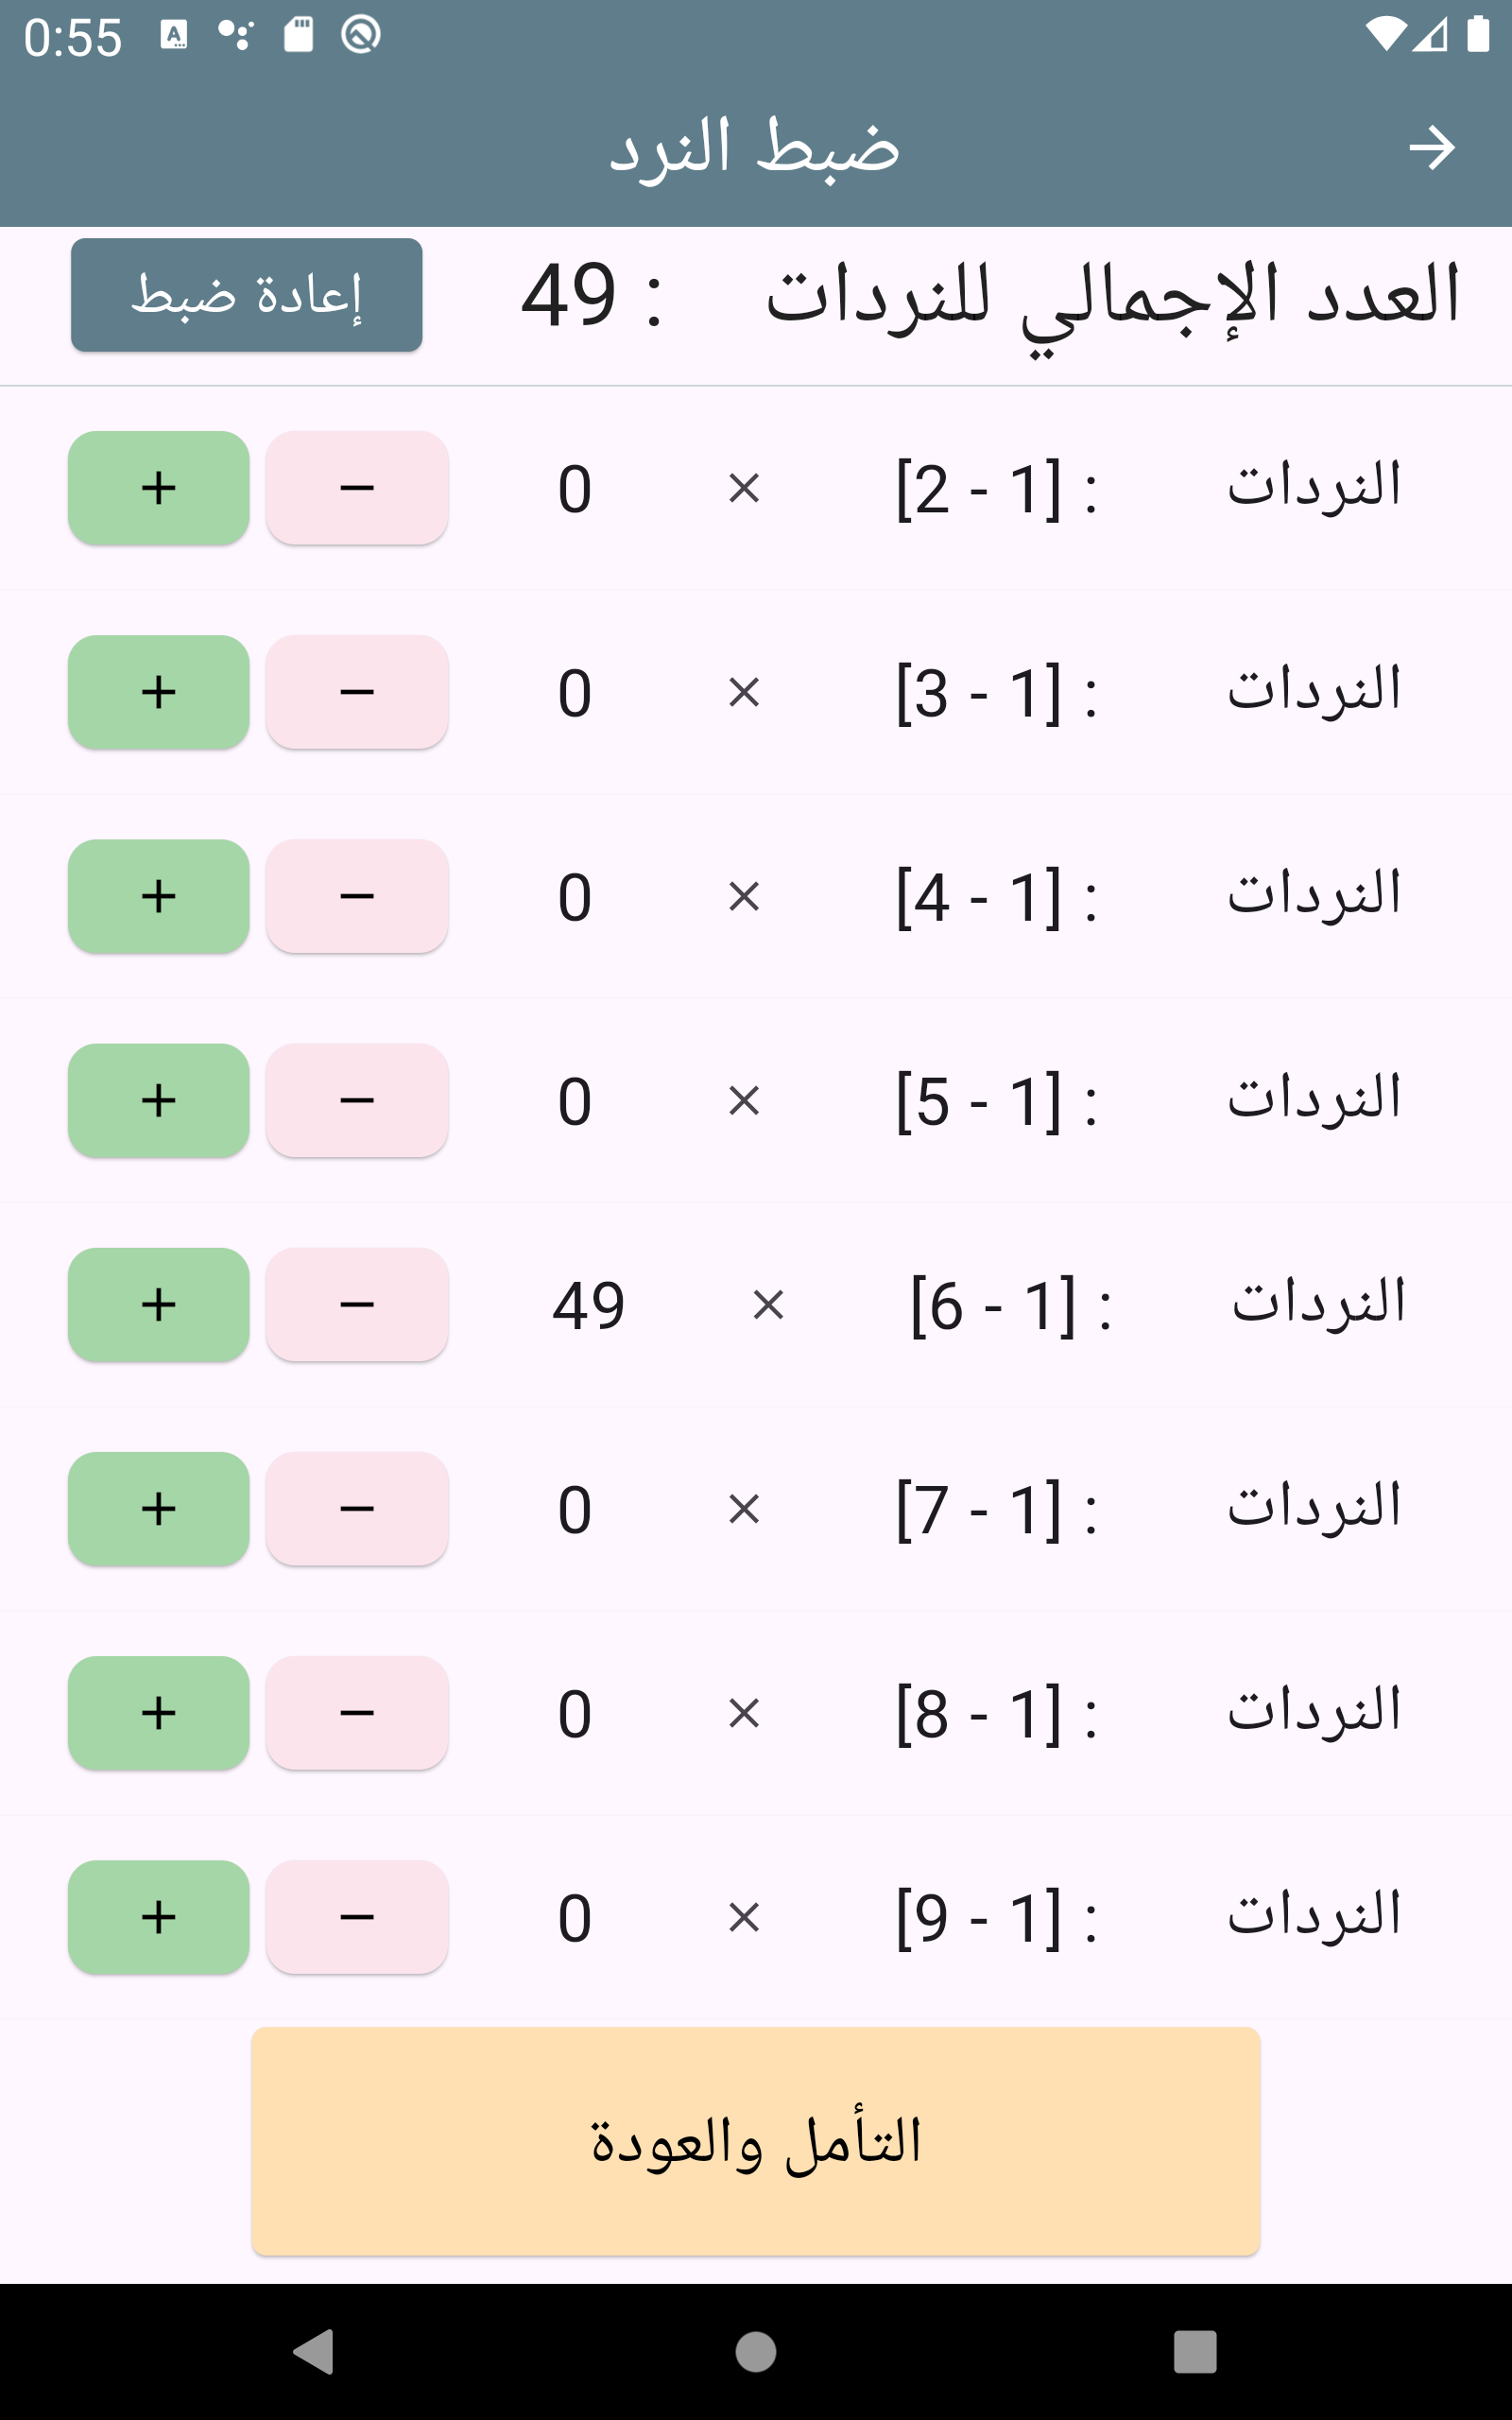 0:55
ضبط النرد
العدد الإجمالي للنردات : 49 إعادة ضبط
النردات : [1 - 2] × 0 − +
النردات : [1 - 3] × 0 − +
النردات : [1 - 4] × 0 − +
النردات : [1 - 5] × 0 − +
النردات : [1 - 6] × 49 − +
النردات : [1 - 7] × 0 − +
النردات : [1 - 8] × 0 − +
النردات : [1 - 9] × 0 − +
التأمل والعودة